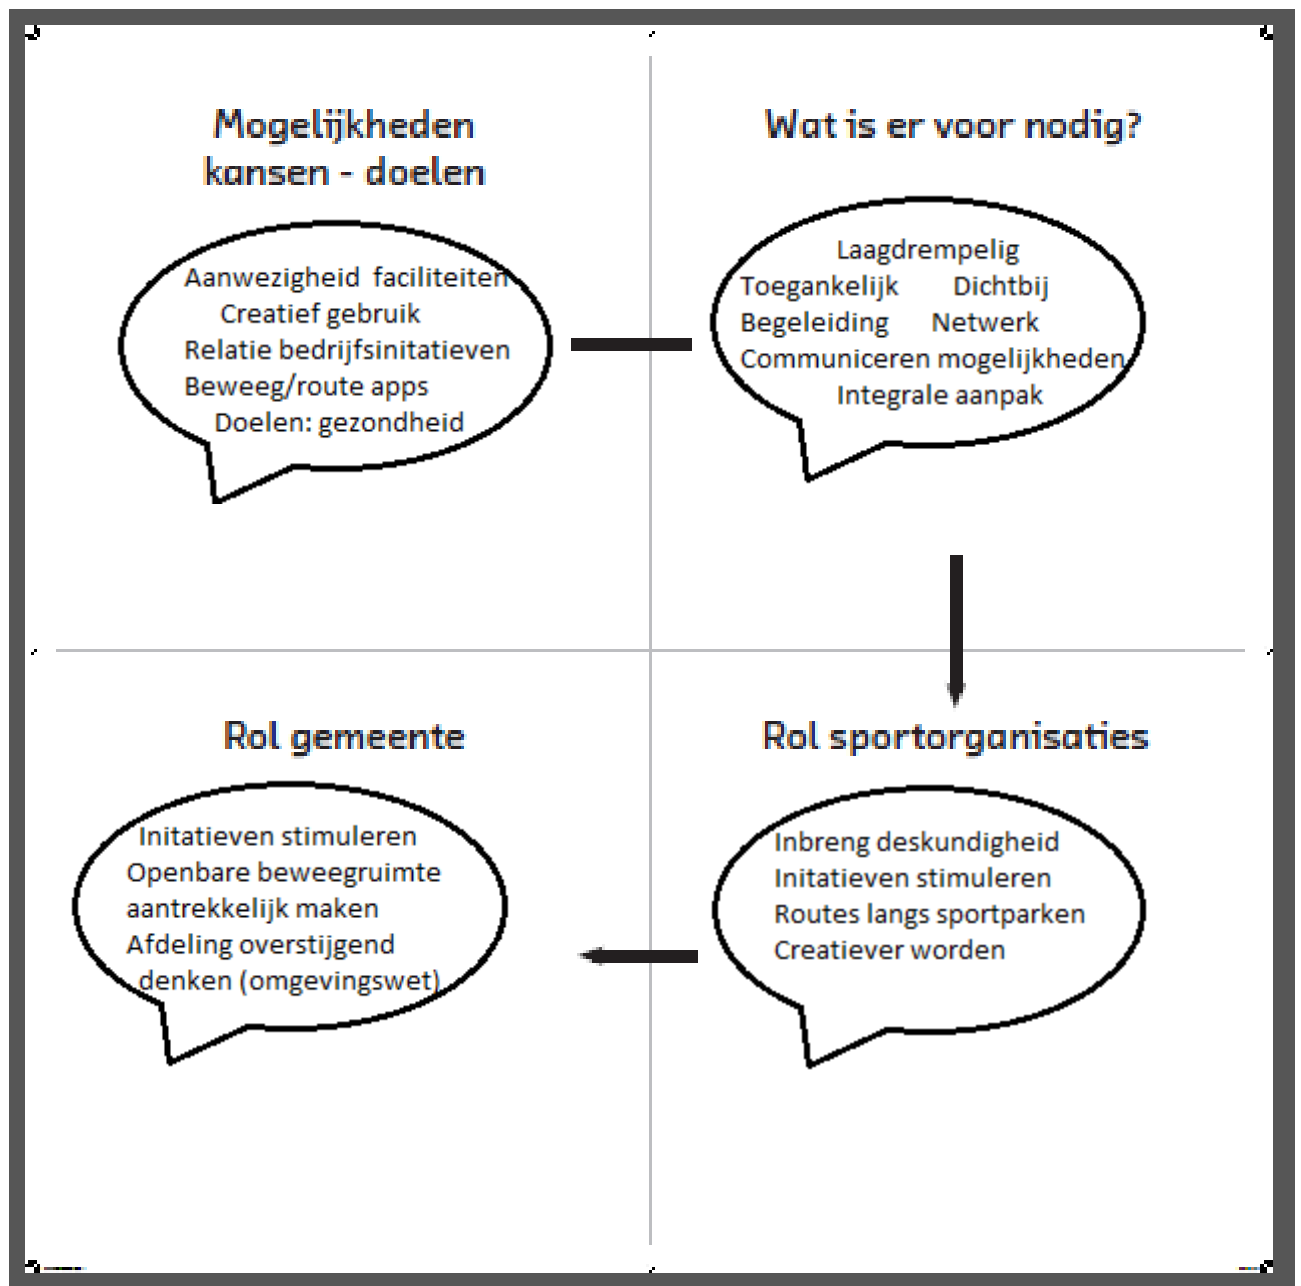 Mogelijkheden
kansen - doelen
Aanwezigheid faciliteiten
Creatief gebruik
Relatie bedrijfsinitatieven
Beweeg/route apps
Doelen: gezondheid
Wat is er voor nodig?
Laagdrempelig
Toegankelijk Dichtbij
Begeleiding Netwerk
Communiceren mogelijkheden
Integrale aanpak
Rol gemeente
Initatieven stimuleren
Openbare beweegruimte
aantrekkelijk maken
Afdeling overstijgend
denken (omgevingswet)
Rol sportorganisaties
Inbreng deskundigheid
Initatieven stimuleren
Routes langs sportparken
Creatiever worden